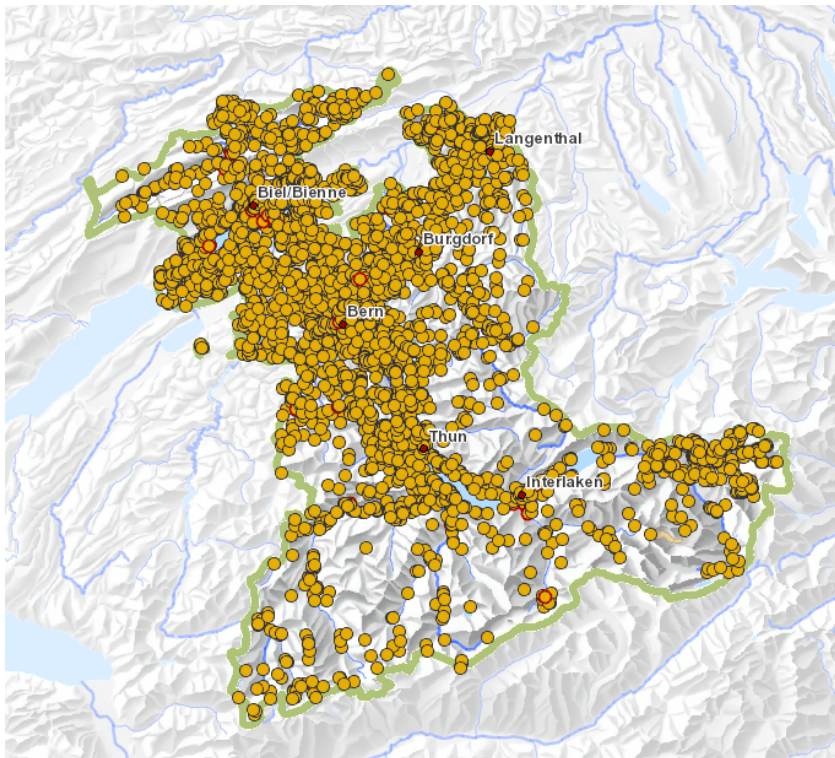 Langenthal
Biel/Bienne
Burgdorf
Bern
Thun
Interlaken